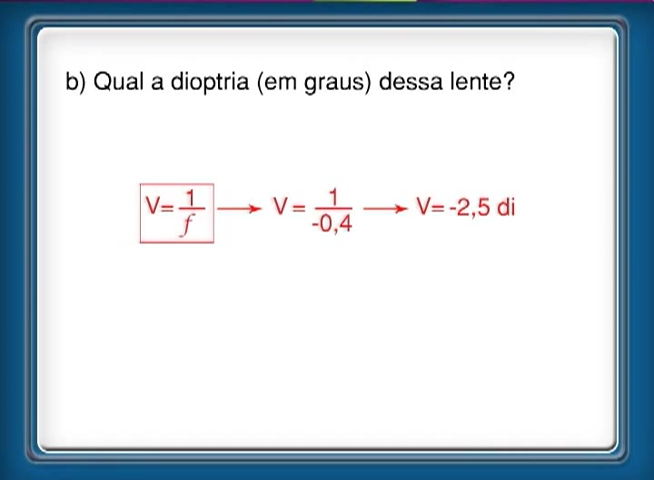 b) Qual a dioptria (em graus) dessa lente?
V= 1/f → V= 1/-0,4 → V= -2,5 di